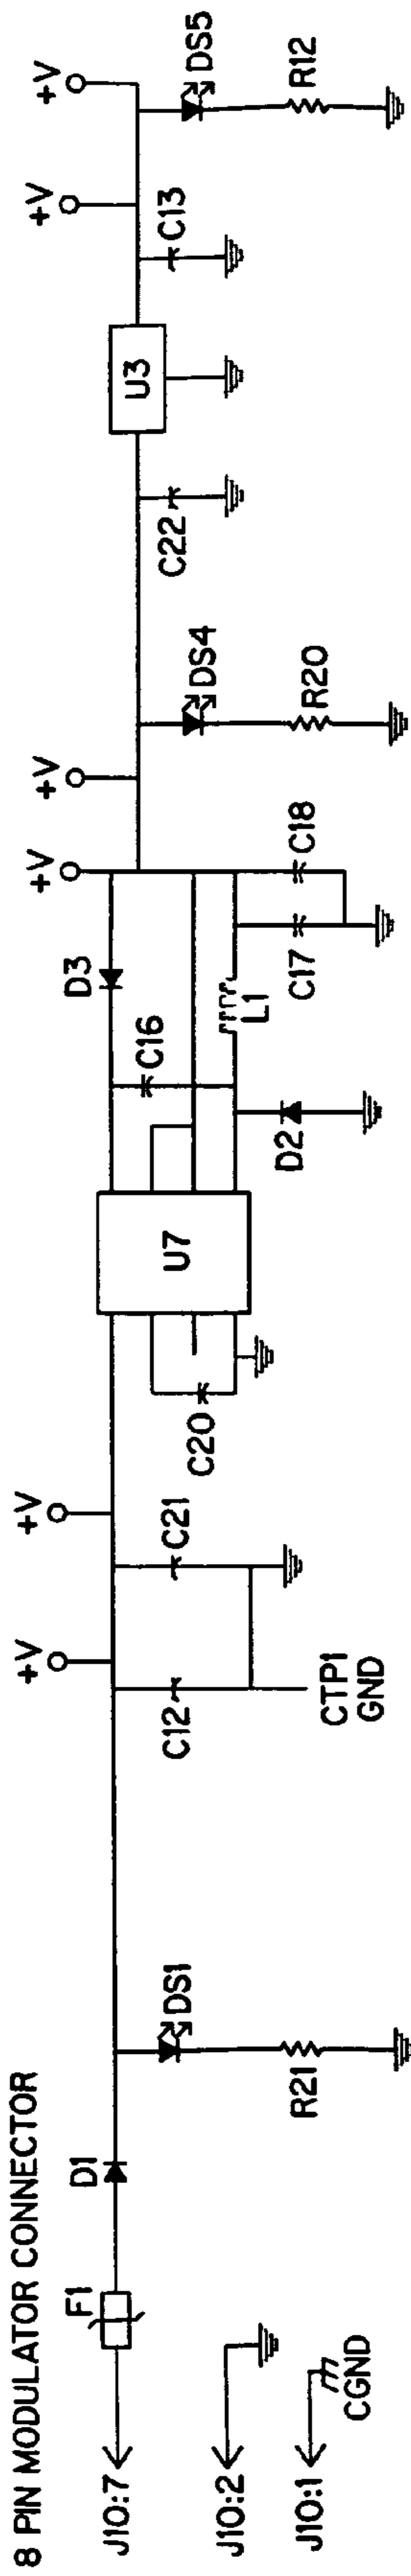 8 PIN MODULATOR CONNECTOR
J10:7
F1
D1
DS1
R21
J10:2
J10:1
CGND
+V
+V
C12
C21
CTP1
GND
C20
U7
C16
D3
D2
L1
C17
C18
+V
+V
DS4
R20
C22
U3
C13
+V
+V
DS5
R12